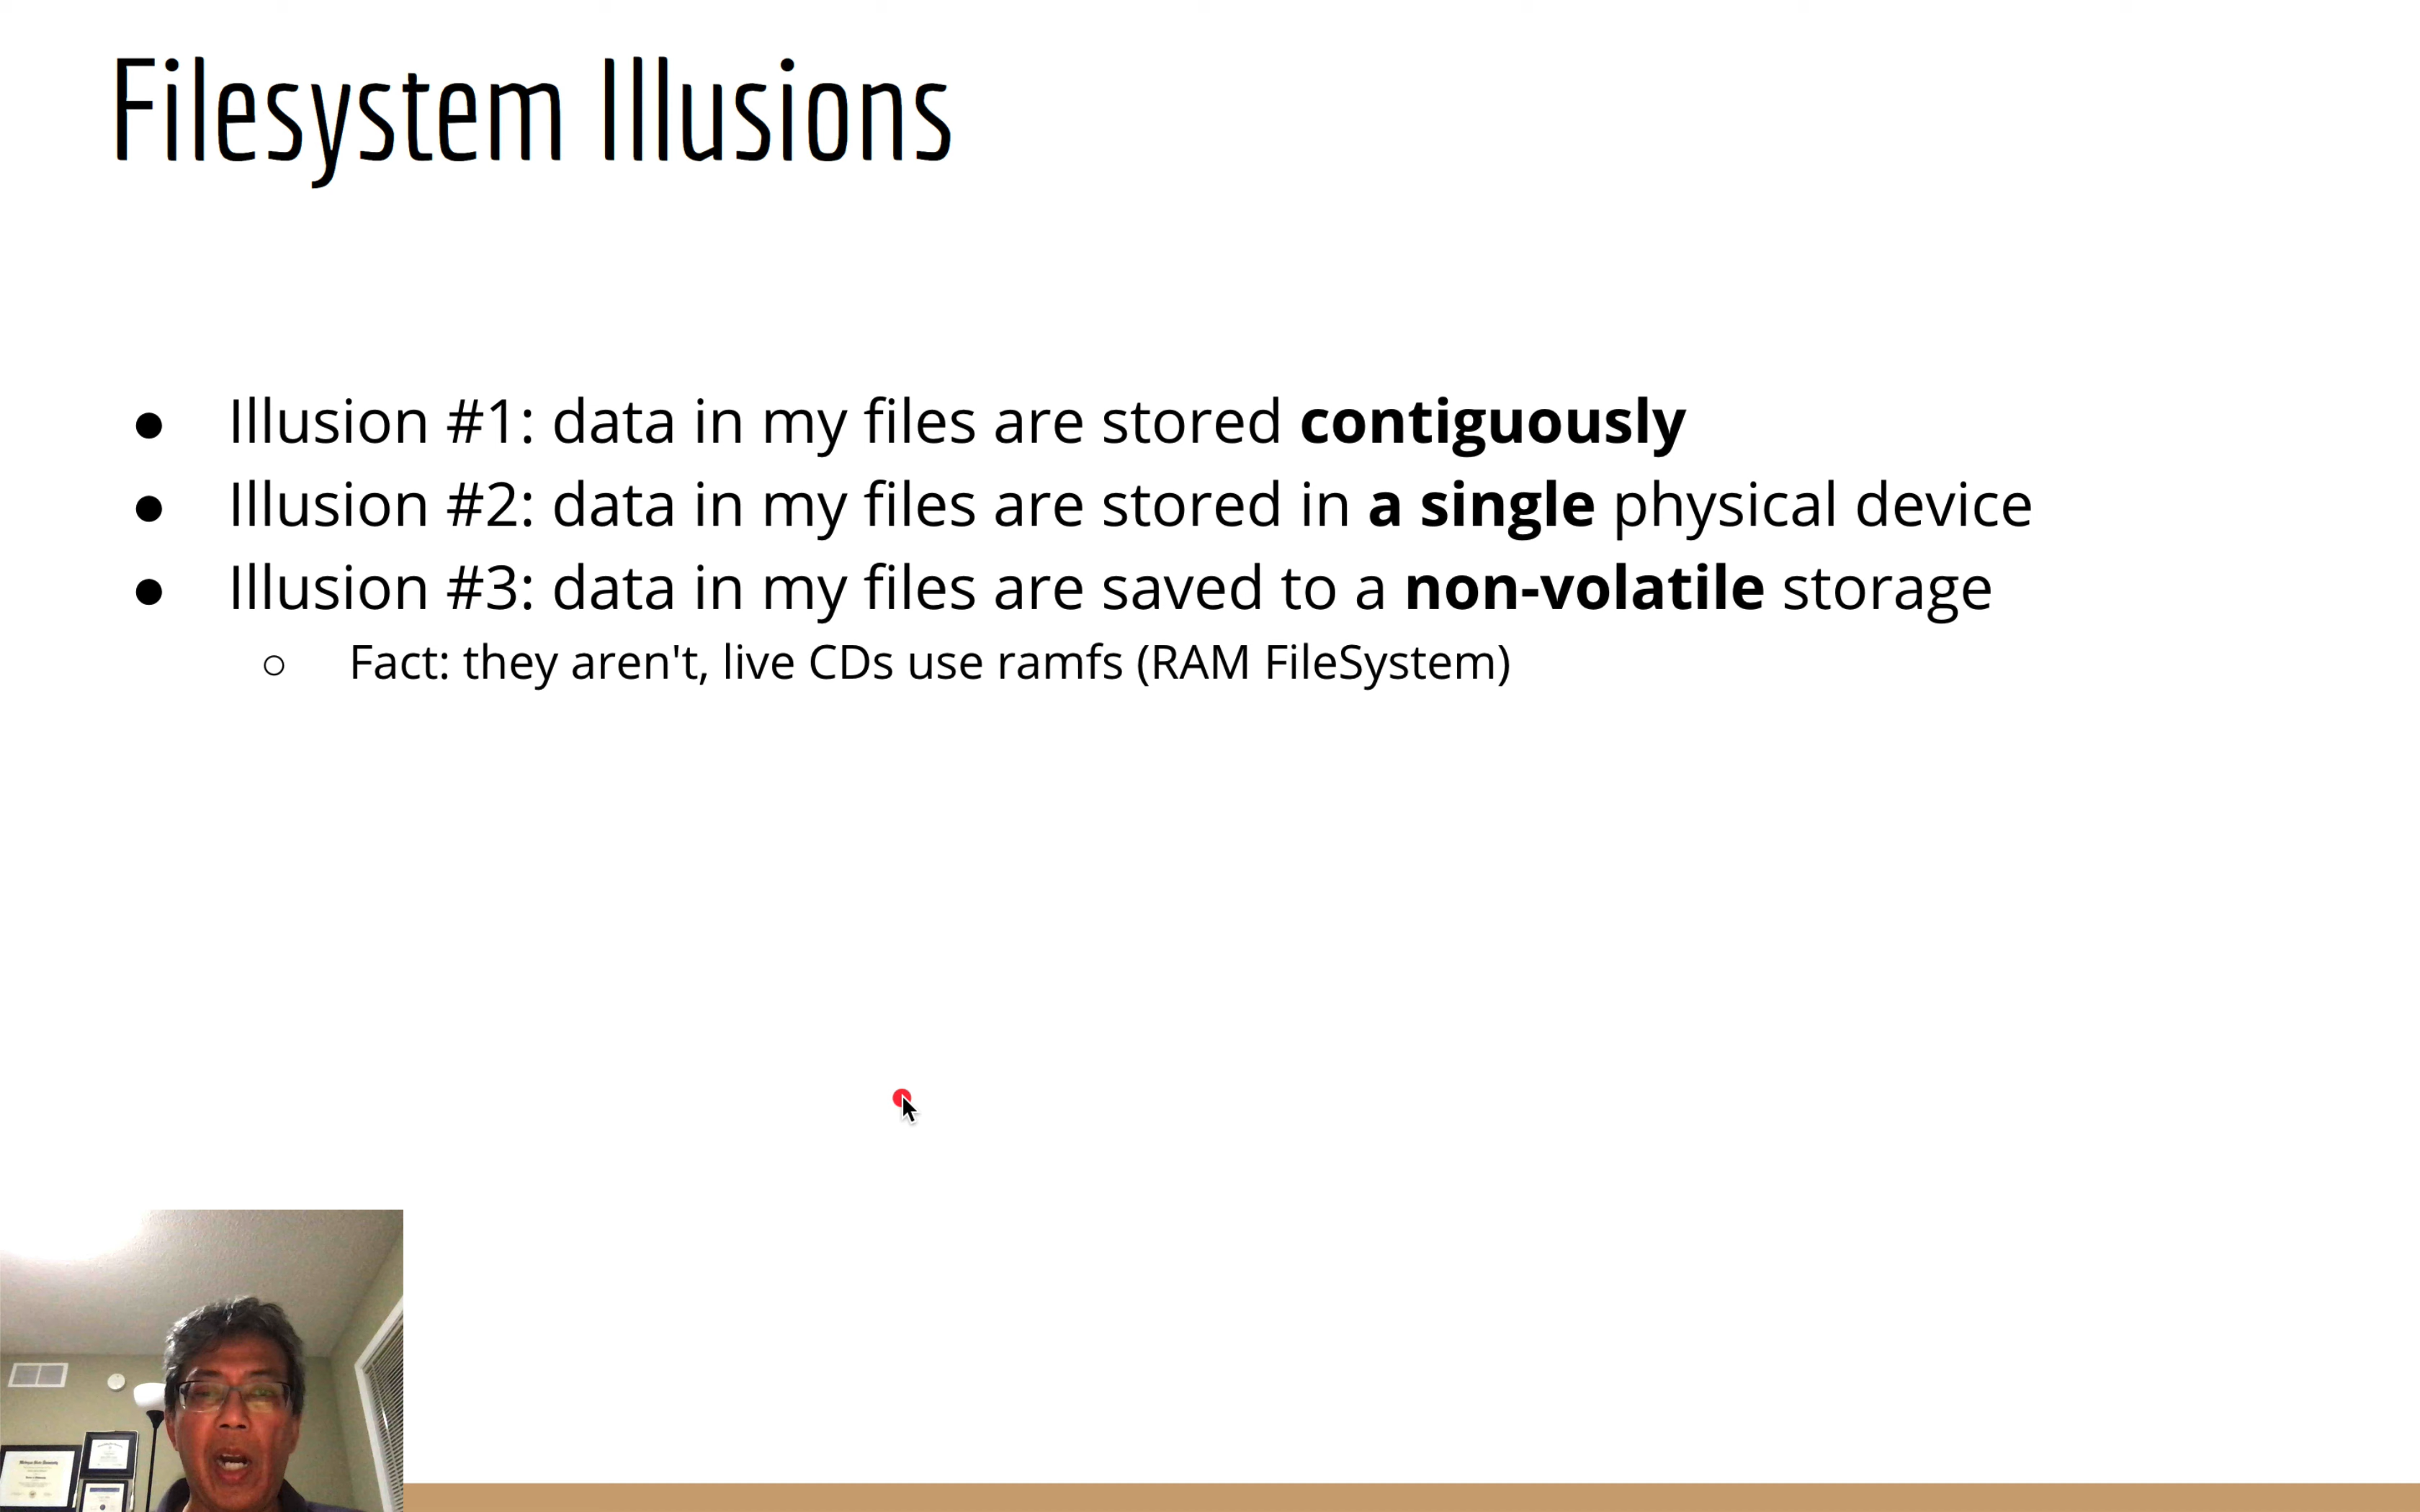 Filesystem Illusions
● Illusion #1: data in my files are stored contiguously
● Illusion #2: data in my files are stored in a single physical device
● Illusion #3: data in my files are saved to a non-volatile storage
○ Fact: they aren't, live CDs use ramfs (RAM FileSystem)